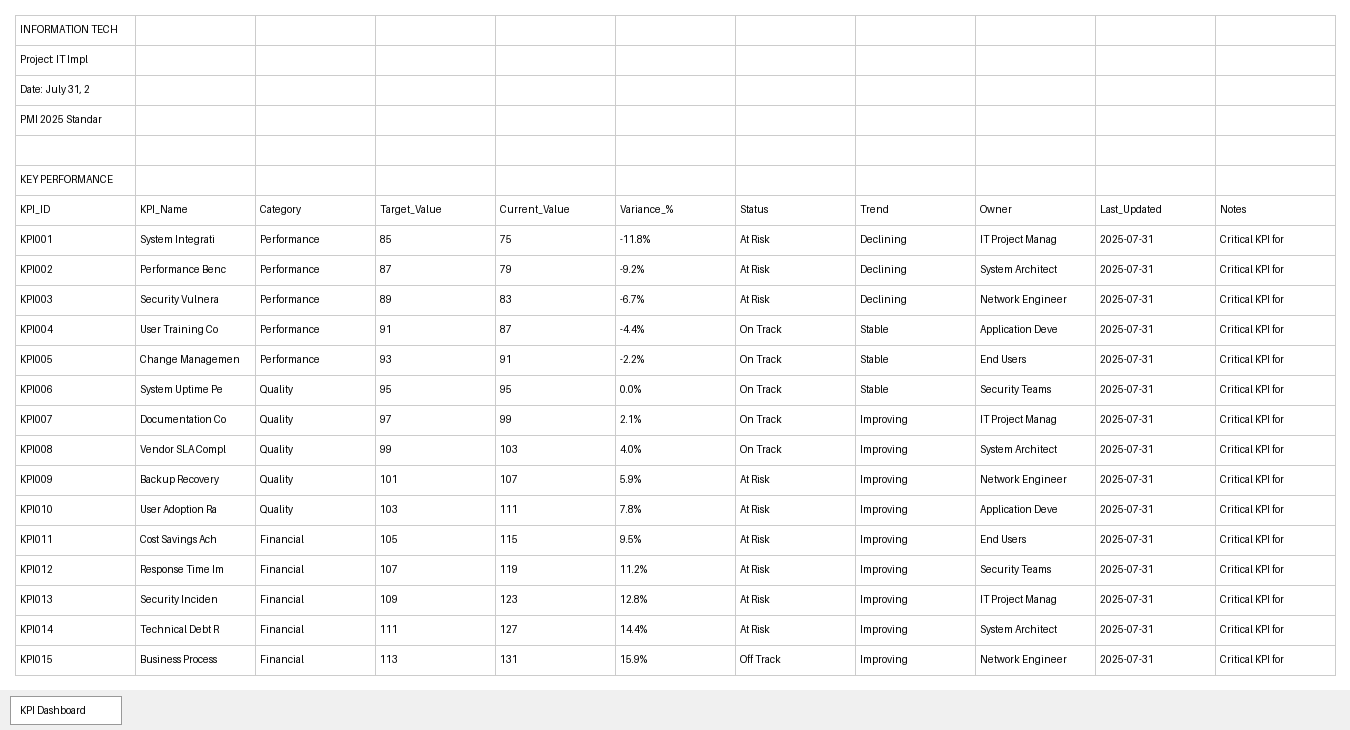 INFORMATION TECH
Project: IT Impl
Date: July 31, 2
PMI 2025 Standar
KEY PERFORMANCE
KPI_ID KPI_Name Category Target_Value Current_Value Variance_% Status Trend Owner Last_Updated Notes
KPI001 System Integrati Performance 85 75 -11.8% At Risk Declining IT Project Manag 2025-07-31 Critical KPI for
KPI002 Performance Benc Performance 87 79 -9.2% At Risk Declining System Architect 2025-07-31 Critical KPI for
KPI003 Security Vulnera Performance 89 83 -6.7% At Risk Declining Network Engineer 2025-07-31 Critical KPI for
KPI004 User Training Co Performance 91 87 -4.4% On Track Stable Application Deve 2025-07-31 Critical KPI for
KPI005 Change Managemen Performance 93 91 -2.2% On Track Stable End Users 2025-07-31 Critical KPI for
KPI006 System Uptime Pe Quality 95 95 0.0% On Track Stable Security Teams 2025-07-31 Critical KPI for
KPI007 Documentation Co Quality 97 99 2.1% On Track Improving IT Project Manag 2025-07-31 Critical KPI for
KPI008 Vendor SLA Compl Quality 99 103 4.0% On Track Improving System Architect 2025-07-31 Critical KPI for
KPI009 Backup Recovery Quality 101 107 5.9% At Risk Improving Network Engineer 2025-07-31 Critical KPI for
KPI010 User Adoption Ra Quality 103 111 7.8% At Risk Improving Application Deve 2025-07-31 Critical KPI for
KPI011 Cost Savings Ach Financial 105 115 9.5% At Risk Improving End Users 2025-07-31 Critical KPI for
KPI012 Response Time Im Financial 107 119 11.2% At Risk Improving Security Teams 2025-07-31 Critical KPI for
KPI013 Security Inciden Financial 109 123 12.8% At Risk Improving IT Project Manag 2025-07-31 Critical KPI for
KPI014 Technical Debt R Financial 111 127 14.4% At Risk Improving System Architect 2025-07-31 Critical KPI for
KPI015 Business Process Financial 113 131 15.9% Off Track Improving Network Engineer 2025-07-31 Critical KPI for
KPI Dashboard